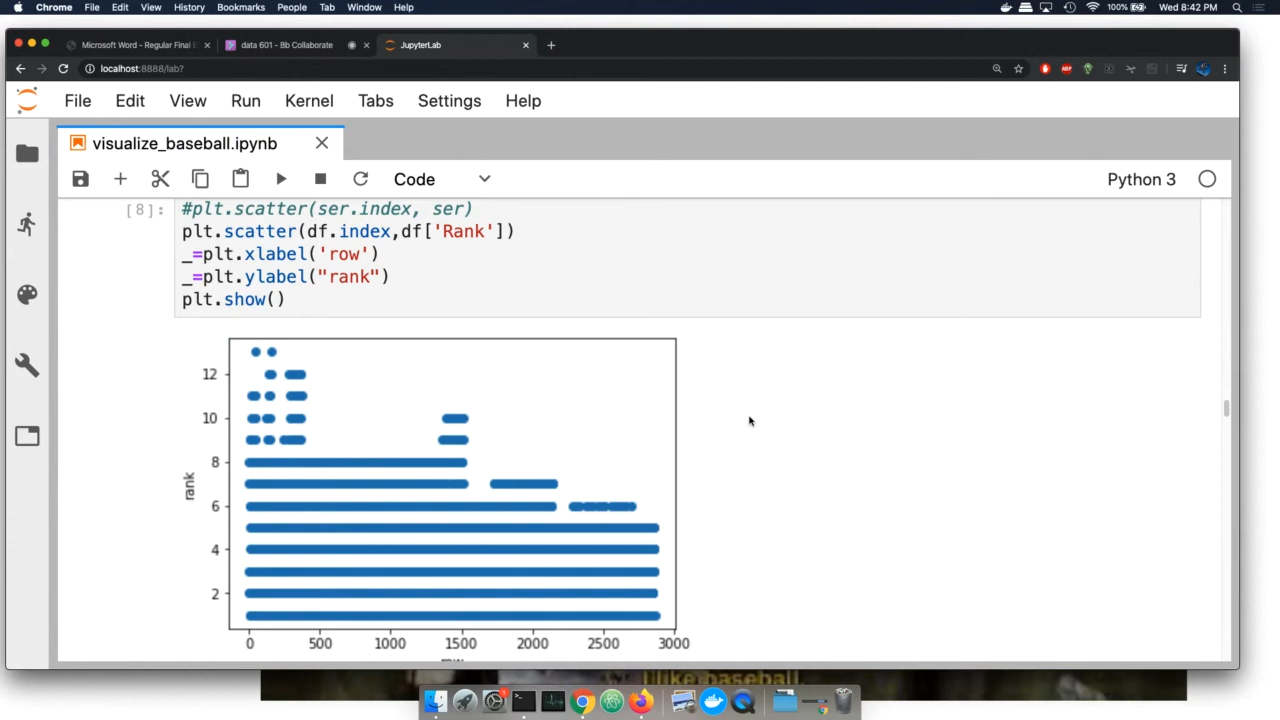 Chrome File Edit View History Bookmarks People Tab Window Help 100% Wed 8:42 PM
Microsoft Word - Regular Final E data 601 - Bb Collaborate JupyterLab
localhost:8888/lab? ABP
File Edit View Run Kernel Tabs Settings Help
visualize_baseball.ipynb
Code Python 3
[8]: #plt.scatter(ser.index, ser)
plt.scatter(df.index,df['Rank'])
_=plt.xlabel('row')
_=plt.ylabel("rank")
plt.show()
12
10
8
6
4
2
rank
0 500 1000 1500 2000 2500 3000
I like baseball.